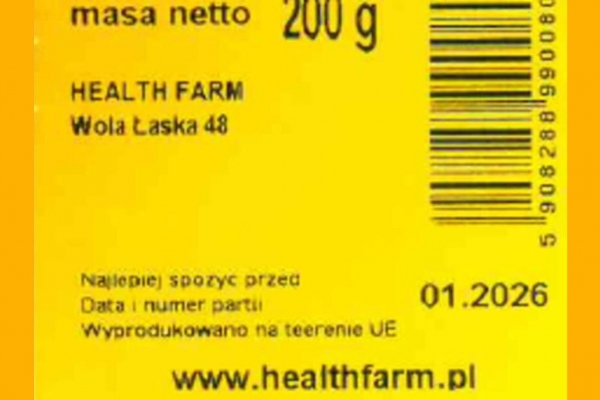 masa netto 200 g
HEALTH FARM
Wola Łaska 48
Najlepiej spozyc przed
Data i numer partii
01.2026
Wyprodukowano na teerenie UE
www.healthfarm.pl
5 908288 990080